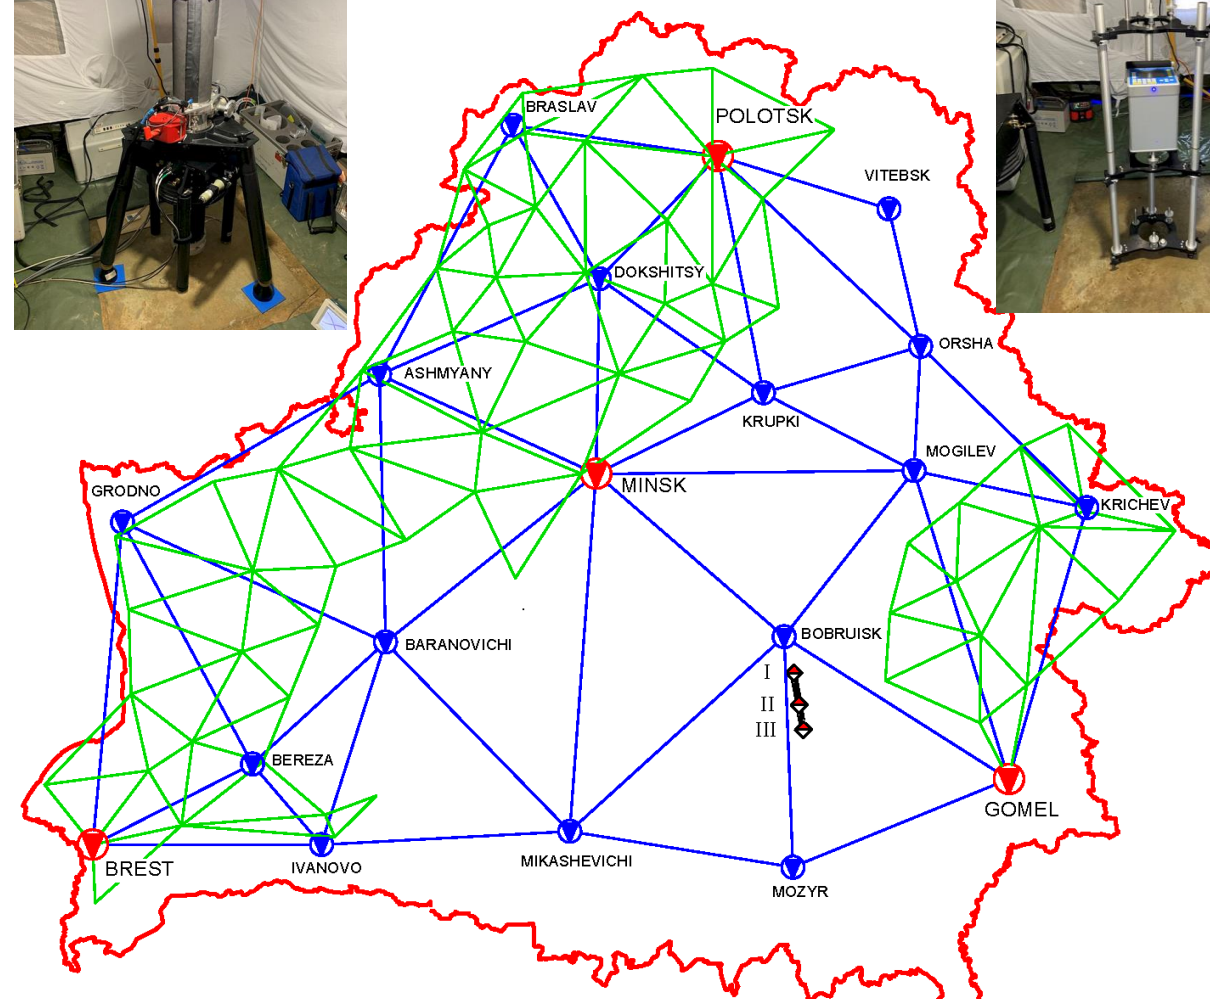 BRASLAV
POLOTSK
VITEBSK
DOKSHITSY
ORSHA
ASHMYANY
KRUPKI
MOGILEV
MINSK
GRODNO
KRICHEV
BOBRUISK
BARANOVICHI
I
II
III
BEREZA
GOMEL
MIKASHEVICHI
BREST
IVANOVO
MOZYR